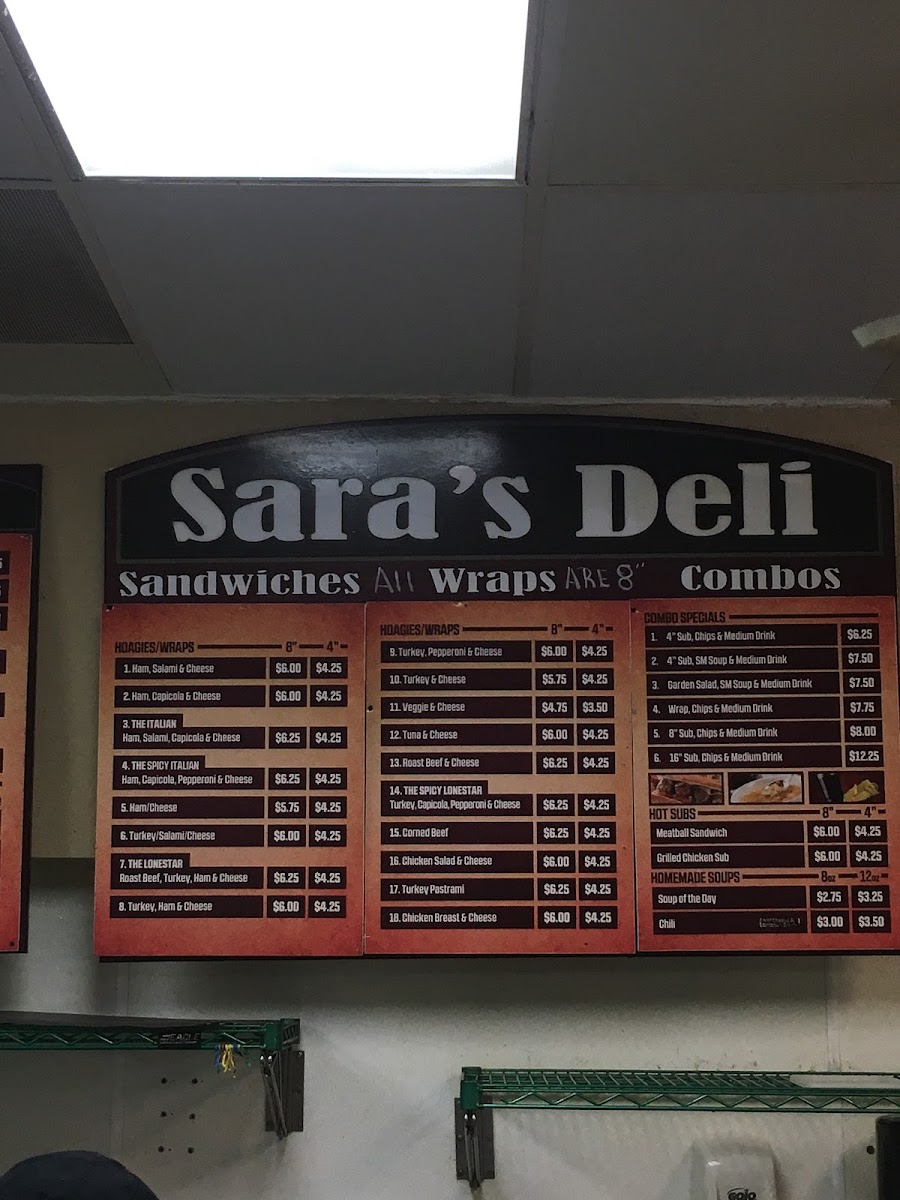 Sara's Deli
Sandwiches All Wraps ARE 8" Combos
HOAGIES/WRAPS 8" 4"
1. Ham, Salami & Cheese $6.00 $4.25
2. Ham, Capicola & Cheese $6.00 $4.25
3. THE ITALIAN
Ham, Salami, Capicola & Cheese $6.25 $4.25
4. THE SPICY ITALIAN
Ham, Capicola, Pepperoni & Cheese $6.25 $4.25
5. Ham/Cheese $5.75 $4.25
6. Turkey/Salami/Cheese $6.00 $4.25
7. THE LONESTAR
Roast Beef, Turkey, Ham & Cheese $6.25 $4.25
8. Turkey, Ham & Cheese $6.00 $4.25
HOAGIES/WRAPS 8" 4"
9. Turkey, Pepperoni & Cheese $6.00 $4.25
10. Turkey & Cheese $5.75 $4.25
11. Veggie & Cheese $4.75 $3.50
12. Tuna & Cheese $6.00 $4.25
13. Roast Beef & Cheese $6.25 $4.25
14. THE SPICY LONESTAR
Turkey, Capicola, Pepperoni & Cheese $6.25 $4.25
15. Corned Beef $6.25 $4.25
16. Chicken Salad & Cheese $6.00 $4.25
17. Turkey Pastrami $6.25 $4.25
18. Chicken Breast & Cheese $6.00 $4.25
COMBO SPECIALS
1. 4" Sub, Chips & Medium Drink $6.25
2. 4" Sub, SM Soup & Medium Drink $7.50
3. Garden Salad, SM Soup & Medium Drink $7.50
4. Wrap, Chips & Medium Drink $7.75
5. 8" Sub, Chips & Medium Drink $8.00
6. 16" Sub, Chips & Medium Drink $12.25
HOT SUBS 8" 4"
Meatball Sandwich $6.00 $4.25
Grilled Chicken Sub $6.00 $4.25
HOMEMADE SOUPS 8oz 12oz
Soup of the Day $2.75 $3.25
Chili $3.00 $3.50
EAGLE